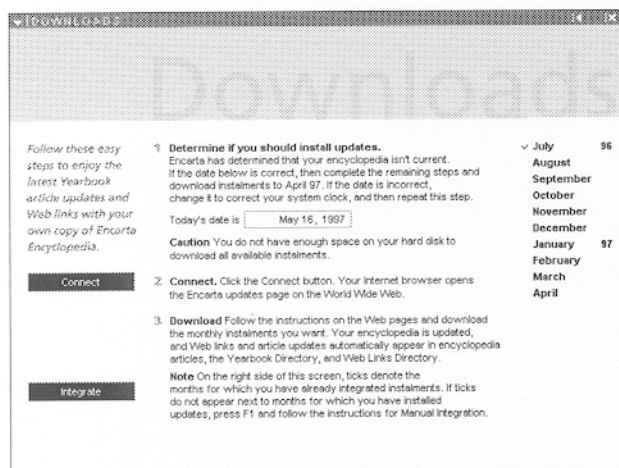 DOWNLOADS
Downloads
Follow these easy
steps to enjoy the
latest Yearbook
article updates and
Web links with your
own copy of Encarta
Encyclopedia.
Connect
Integrate
1 Determine if you should install updates.
Encarta has determined that your encyclopedia isn't current.
If the date below is correct, then complete the remaining steps and
download instalments to April 97. If the date is incorrect,
change it to correct your system clock, and then repeat this step.
Today's date is May 16, 1997
Caution You do not have enough space on your hard disk to
download all available instalments.
2 Connect. Click the Connect button. Your Internet browser opens
the Encarta updates page on the World Wide Web.
3 Download Follow the instructions on the Web pages and download
the monthly instalments you want. Your encyclopedia is updated,
and Web links and article updates automatically appear in encyclopedia
articles, the Yearbook Directory, and Web Links Directory.
Note On the right side of this screen, ticks denote the
months for which you have already integrated instalments. If ticks
do not appear next to months for which you have installed
updates, press F1 and follow the instructions for Manual Integration.
✓ July 96
August
September
October
November
December
January 97
February
March
April